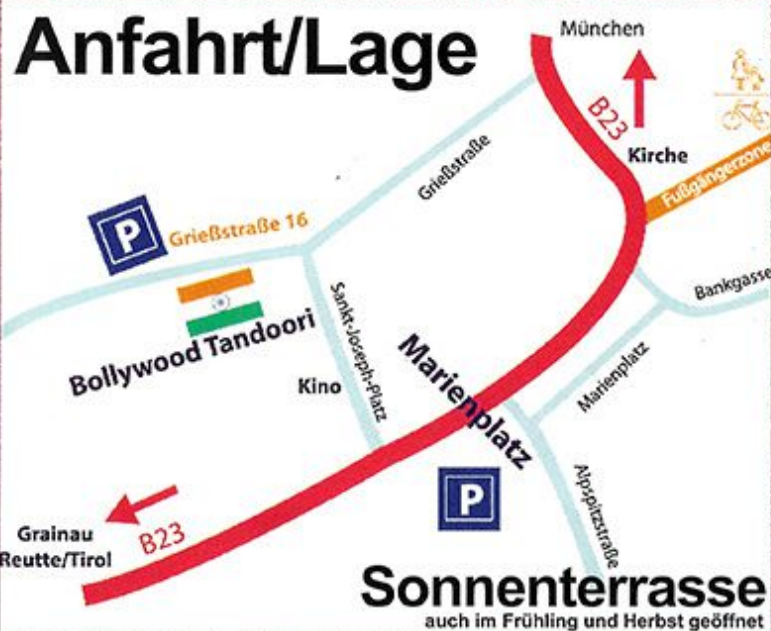 Anfahrt/Lage
München
B23
Kirche
Fußgängerzone
Grießstraße
P
Grießstraße 16
Bankgasse
Sankt-Joseph-Platz
Bollywood Tandoori
Marienplatz
Marienplatz
Kino
P
Alpspitzstraße
B23
Grainau
Reutte/Tirol
Sonnenterrasse
auch im Frühling und Herbst geöffnet